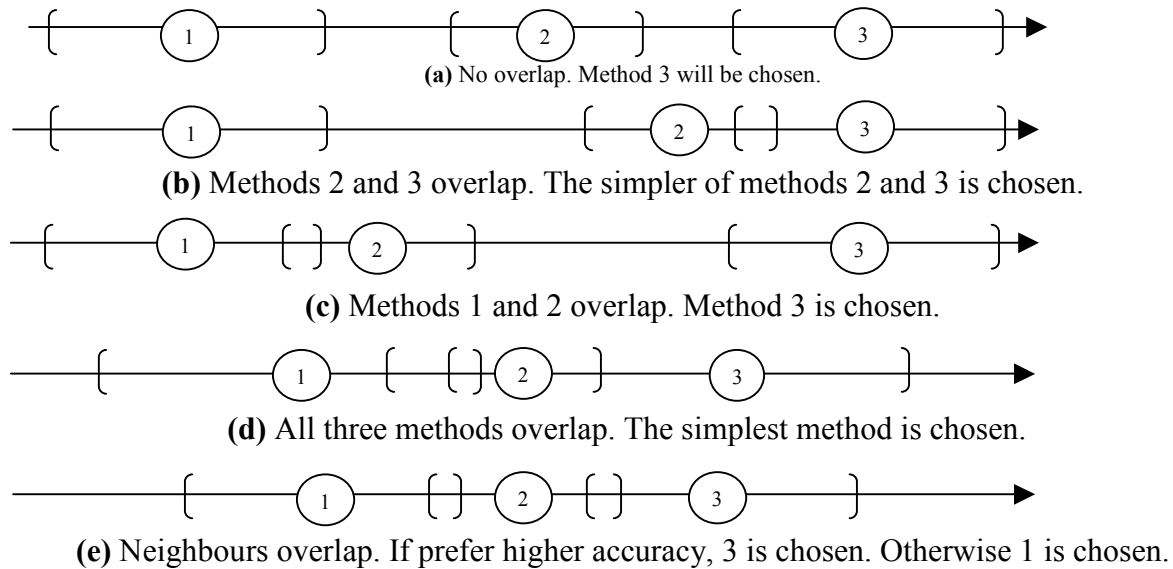 1 2 3
(a) No overlap. Method 3 will be chosen.
1 2 3
(b) Methods 2 and 3 overlap. The simpler of methods 2 and 3 is chosen.
1 2 3
(c) Methods 1 and 2 overlap. Method 3 is chosen.
1 2 3
(d) All three methods overlap. The simplest method is chosen.
1 2 3
(e) Neighbours overlap. If prefer higher accuracy, 3 is chosen. Otherwise 1 is chosen.